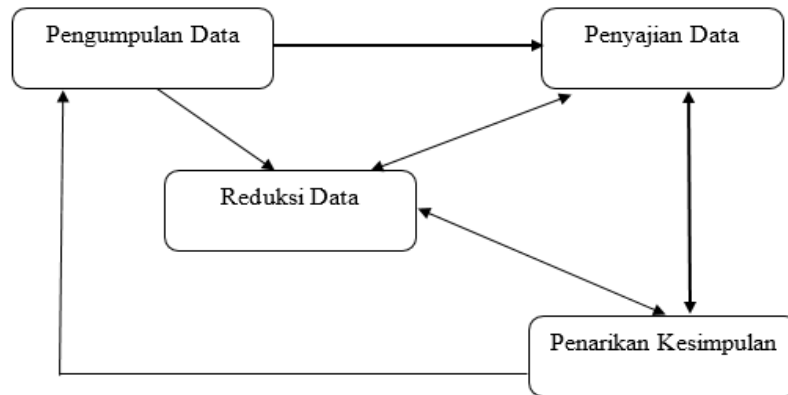 Pengumpulan Data
Penyajian Data
Reduksi Data
Penarikan Kesimpulan